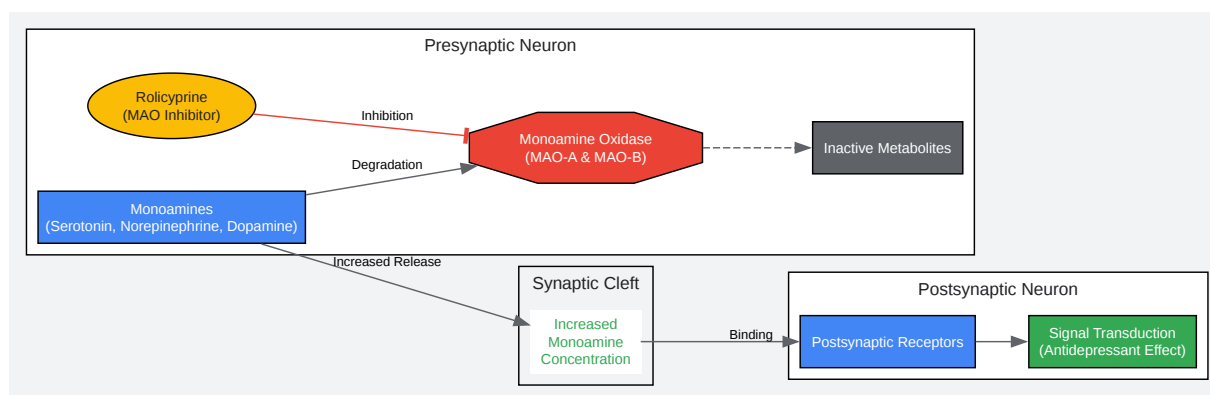 Presynaptic Neuron
Rolicyprine
(MAO Inhibitor)
Inhibition
Monoamine Oxidase
(MAO-A & MAO-B)
Inactive Metabolites
Degradation
Monoamines
(Serotonin, Norepinephrine, Dopamine)
Increased Release
Synaptic Cleft
Increased
Monoamine
Concentration
Binding
Postsynaptic Neuron
Postsynaptic Receptors
Signal Transduction
(Antidepressant Effect)